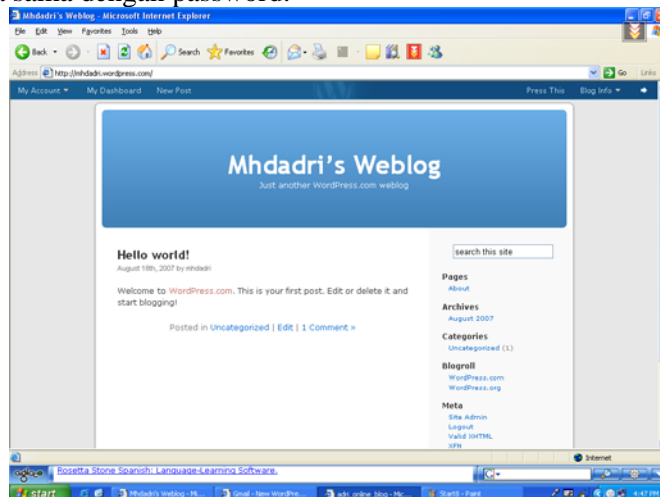 sama dengan password.
Mhdadri's Weblog - Microsoft Internet Explorer
File Edit View Favorites Tools Help
Back Search Favorites
Address http://mhdadri.wordpress.com/ Go Links
My Account My Dashboard New Post Press This Blog Info
Mhdadri's Weblog
Just another WordPress.com weblog
Hello world!
August 18th, 2007 by mhdadri
Welcome to WordPress.com. This is your first post. Edit or delete it and
start blogging!
Posted in Uncategorized | Edit | 1 Comment »
search this site
Pages
About
Archives
August 2007
Categories
Uncategorized (1)
Blogroll
WordPress.com
WordPress.org
Meta
Site Admin
Logout
Valid XHTML
XFN
Internet
Rosetta Stone Spanish: Language-Learning Software.
start Mhdadri's Weblog - Mi... Gmail - New WordPre... adri_online_blog - Mic... Start8 - Paint